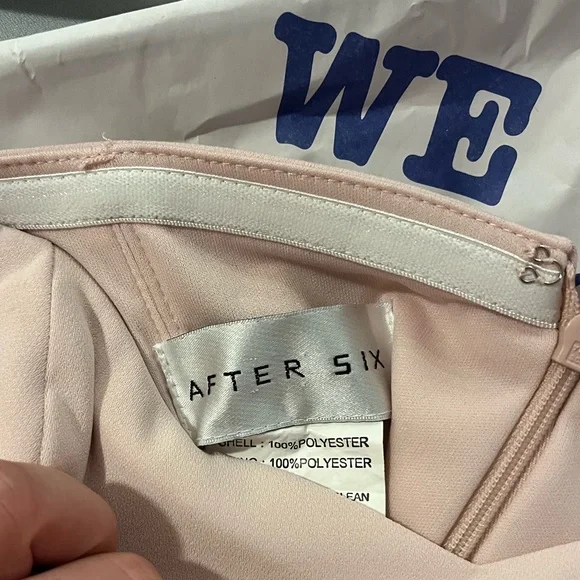 WE
AFTER SIX
SHELL : 100%POLYESTER
: 100%POLYESTER